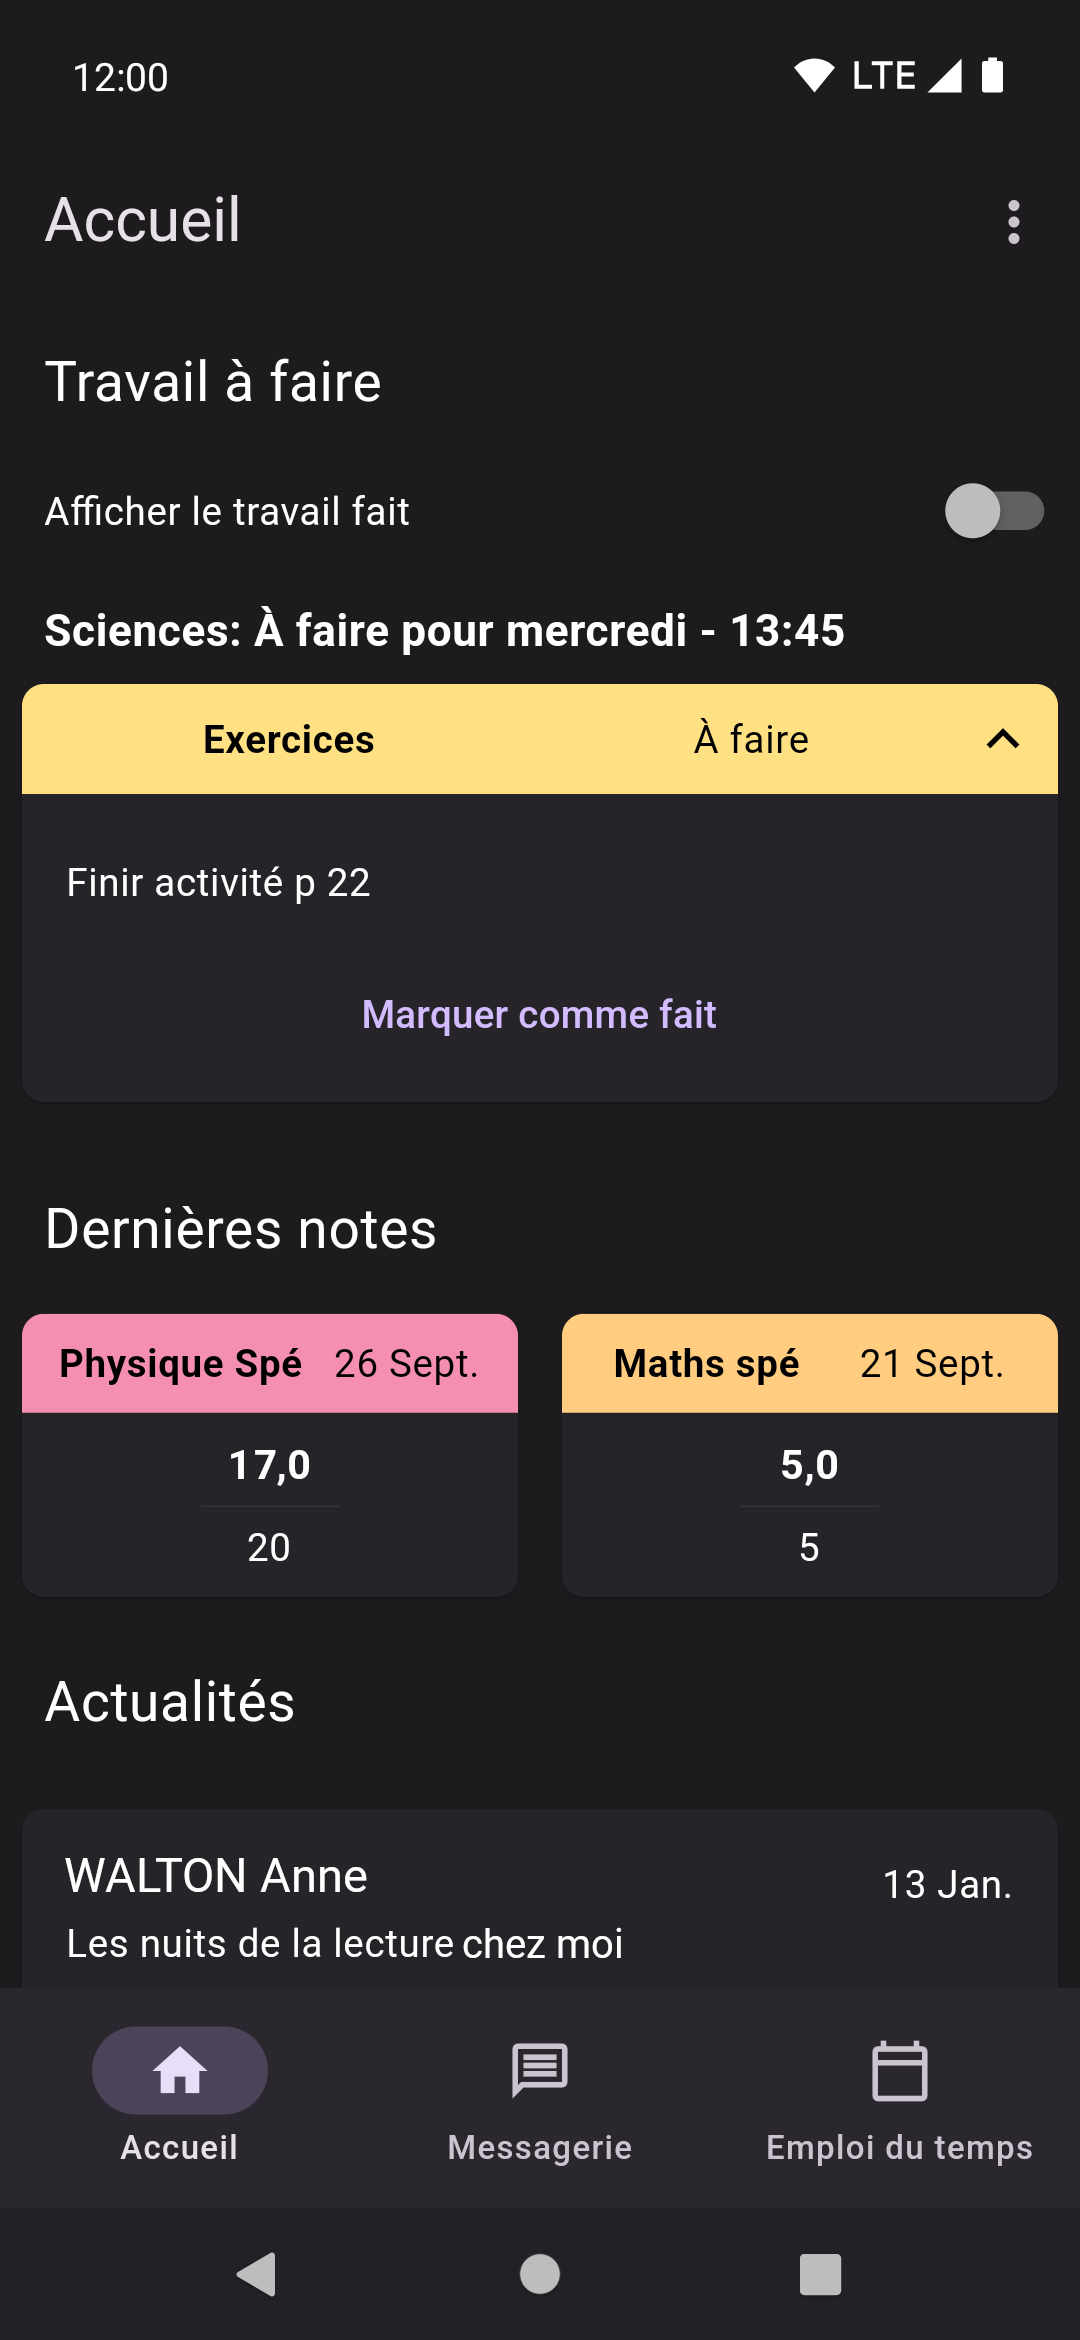 12:00 LTE
Accueil
Travail à faire
Afficher le travail fait
Sciences: À faire pour mercredi - 13:45
Exercices À faire
Finir activité p 22
Marquer comme fait
Dernières notes
Physique Spé 26 Sept. Maths spé 21 Sept.
17,0 5,0
20 5
Actualités
WALTON Anne 13 Jan.
Les nuits de la lecture chez moi
Accueil Messagerie Emploi du temps